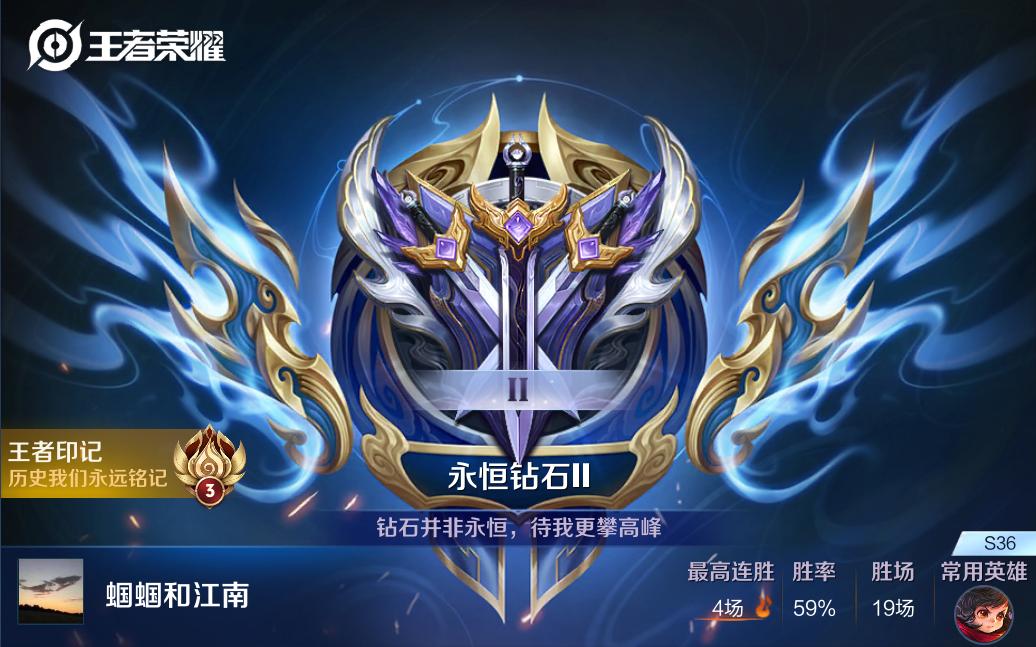 王者荣耀
II
王者印记
历史我们永远铭记
3
永恒钻石II
钻石并非永恒，待我更攀高峰
S36
最高连胜 胜率 胜场 常用英雄
4场 59% 19场
蝈蝈和江南